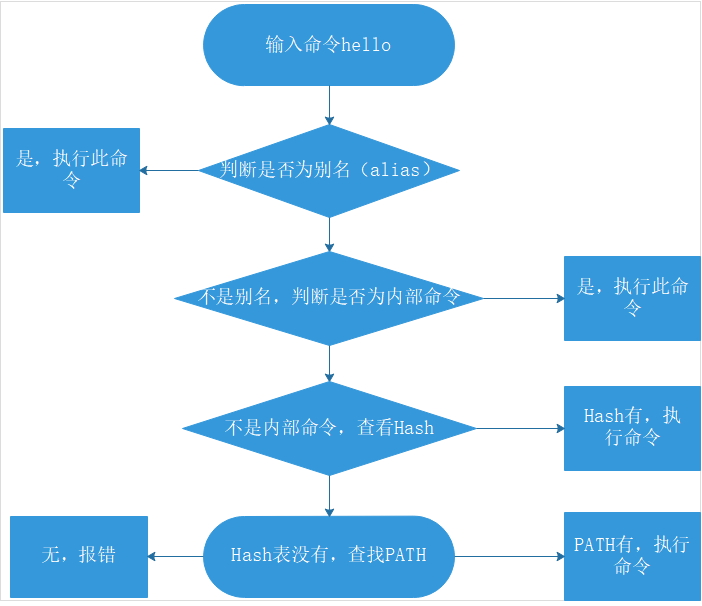 输入命令hello
判断是否为别名（alias）
是，执行此命
令
不是别名，判断是否为内部命令
是，执行此命
令
不是内部命令，查看Hash
Hash有，执
行命令
无，报错
Hash表没有，查找PATH
PATH有，执行
命令